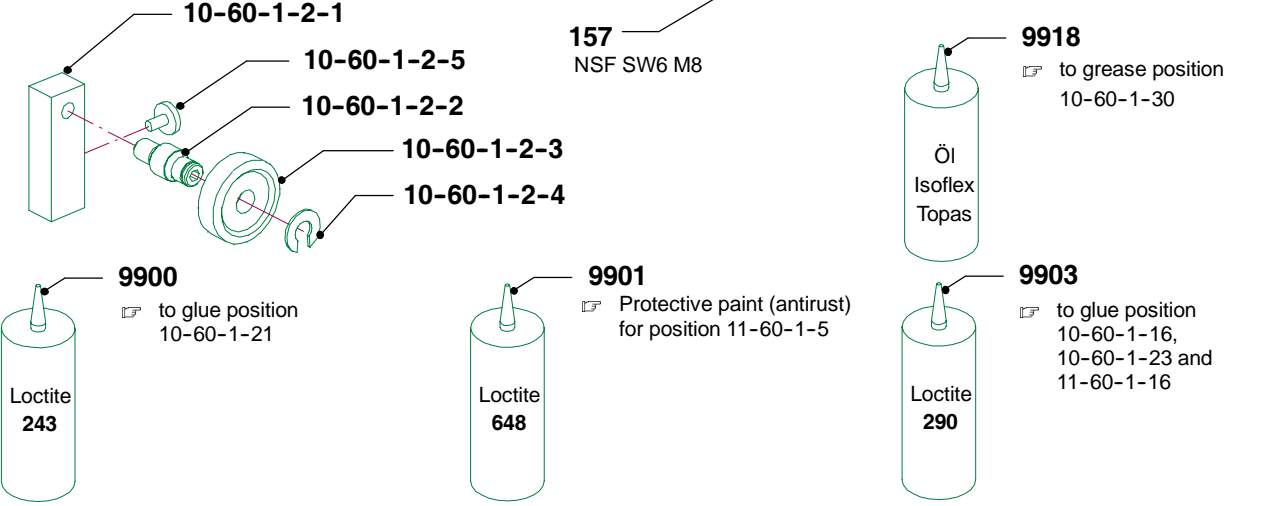 10-60-1-2-1
10-60-1-2-5
10-60-1-2-2
10-60-1-2-3
10-60-1-2-4
157
NSF SW6 M8
9918
☞ to grease position
10-60-1-30
Öl
Isoflex
Topas
9900
☞ to glue position
10-60-1-21
Loctite
243
9901
☞ Protective paint (antirust)
for position 11-60-1-5
Loctite
648
9903
☞ to glue position
10-60-1-16,
10-60-1-23 and
11-60-1-16
Loctite
290